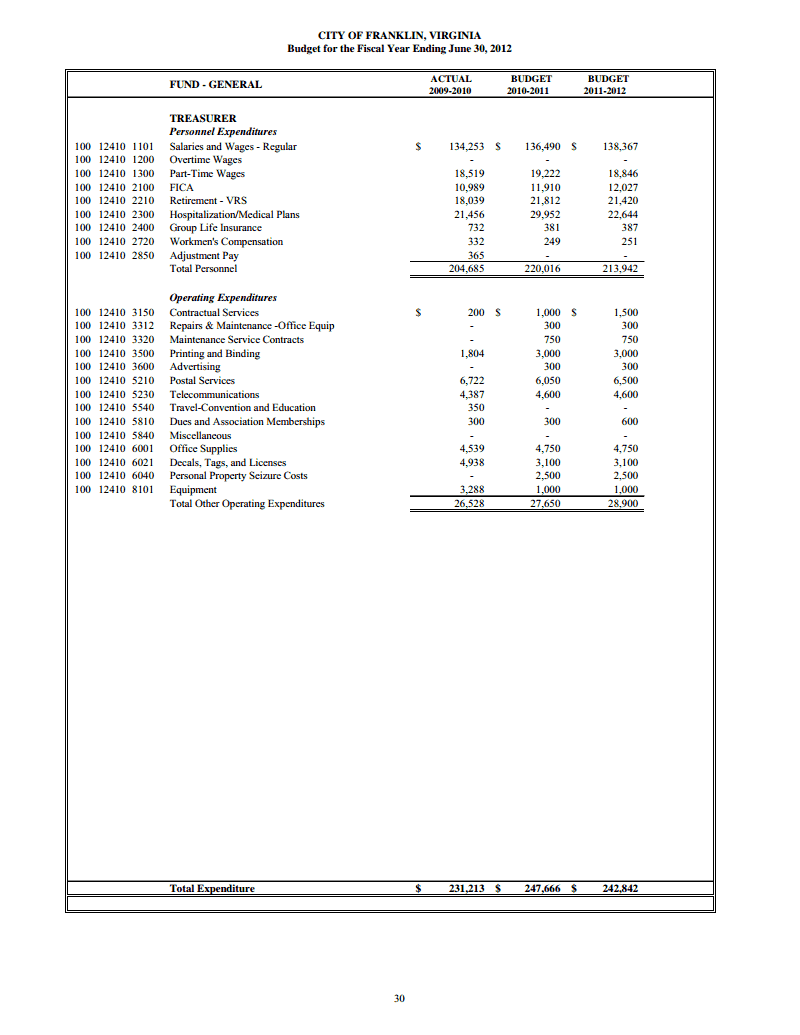 CITY OF FRANKLIN, VIRGINIA
Budget for the Fiscal Year Ending June 30, 2012
FUND - GENERAL ACTUAL 2009-2010 BUDGET 2010-2011 BUDGET 2011-2012
TREASURER
Personnel Expenditures
100 12410 1101 Salaries and Wages - Regular $ 134,253 $ 136,490 $ 138,367
100 12410 1200 Overtime Wages - - -
100 12410 1300 Part-Time Wages 18,519 19,222 18,846
100 12410 2100 FICA 10,989 11,910 12,027
100 12410 2210 Retirement - VRS 18,039 21,812 21,420
100 12410 2300 Hospitalization/Medical Plans 21,456 29,952 22,644
100 12410 2400 Group Life Insurance 732 381 387
100 12410 2720 Workmen's Compensation 332 249 251
100 12410 2850 Adjustment Pay 365 - -
Total Personnel 204,685 220,016 213,942
Operating Expenditures
100 12410 3150 Contractual Services $ 200 $ 1,000 $ 1,500
100 12410 3312 Repairs & Maintenance -Office Equip - 300 300
100 12410 3320 Maintenance Service Contracts - 750 750
100 12410 3500 Printing and Binding 1,804 3,000 3,000
100 12410 3600 Advertising - 300 300
100 12410 5210 Postal Services 6,722 6,050 6,500
100 12410 5230 Telecommunications 4,387 4,600 4,600
100 12410 5540 Travel-Convention and Education 350 - -
100 12410 5810 Dues and Association Memberships 300 300 600
100 12410 5840 Miscellaneous - - -
100 12410 6001 Office Supplies 4,539 4,750 4,750
100 12410 6021 Decals, Tags, and Licenses 4,938 3,100 3,100
100 12410 6040 Personal Property Seizure Costs - 2,500 2,500
100 12410 8101 Equipment 3,288 1,000 1,000
Total Other Operating Expenditures 26,528 27,650 28,900
Total Expenditure $ 231,213 $ 247,666 $ 242,842
30